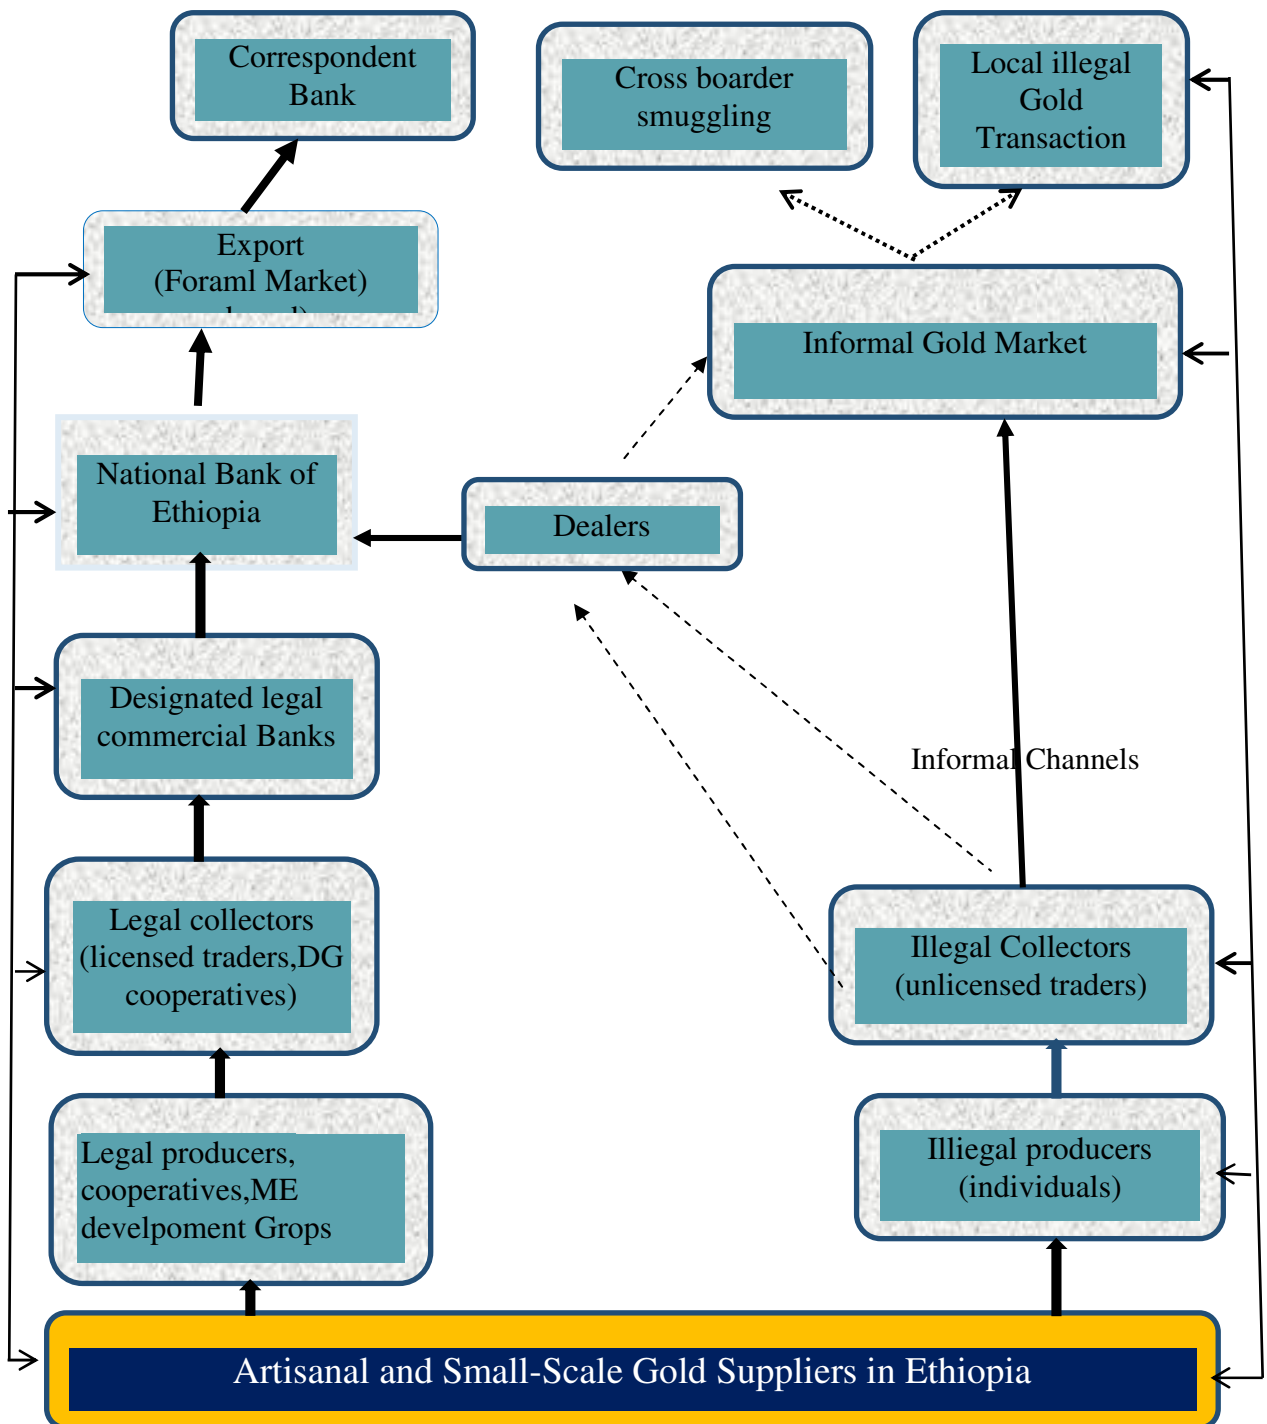 Correspondent
Bank
Cross boarder
smuggling
Local illegal
Gold
Transaction
Export
(Foraml Market)
Informal Gold Market
National Bank of
Ethiopia
Dealers
Designated legal
commercial Banks
Informal Channels
Legal collectors
(licensed traders,DG
cooperatives)
Illegal Collectors
(unlicensed traders)
Legal producers,
cooperatives,ME
develpoment Grops
Illiegal producers
(individuals)
Artisanal and Small-Scale Gold Suppliers in Ethiopia